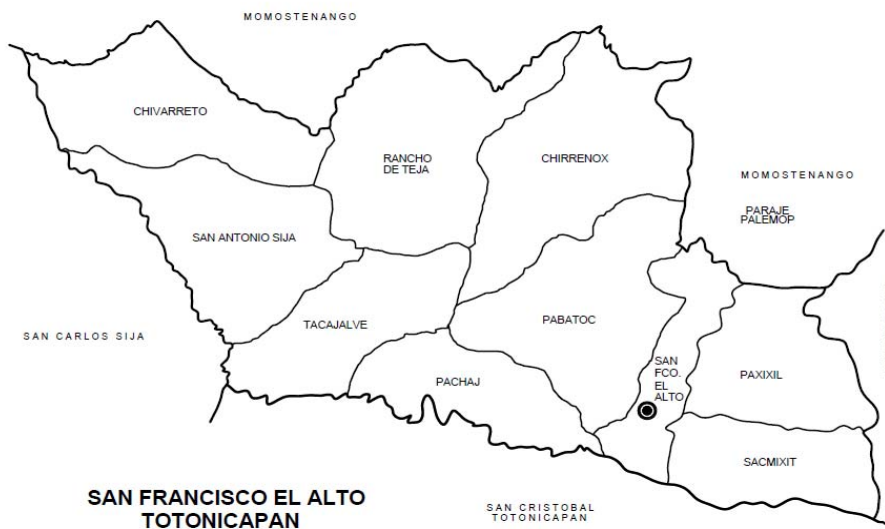 MOMOSTENANGO
CHIVARRETO
RANCHO
DE TEJA
CHIRRENOX
MOMOSTENANGO
PARAJE
PALEMOP
SAN ANTONIO SIJA
TACAJALVE
PABATOC
SAN CARLOS SIJA
SAN
FCO.
EL
ALTO
PAXIXIL
PACHAJ
SACMIXIT
SAN FRANCISCO EL ALTO
TOTONICAPAN
SAN CRISTOBAL
TOTONICAPAN